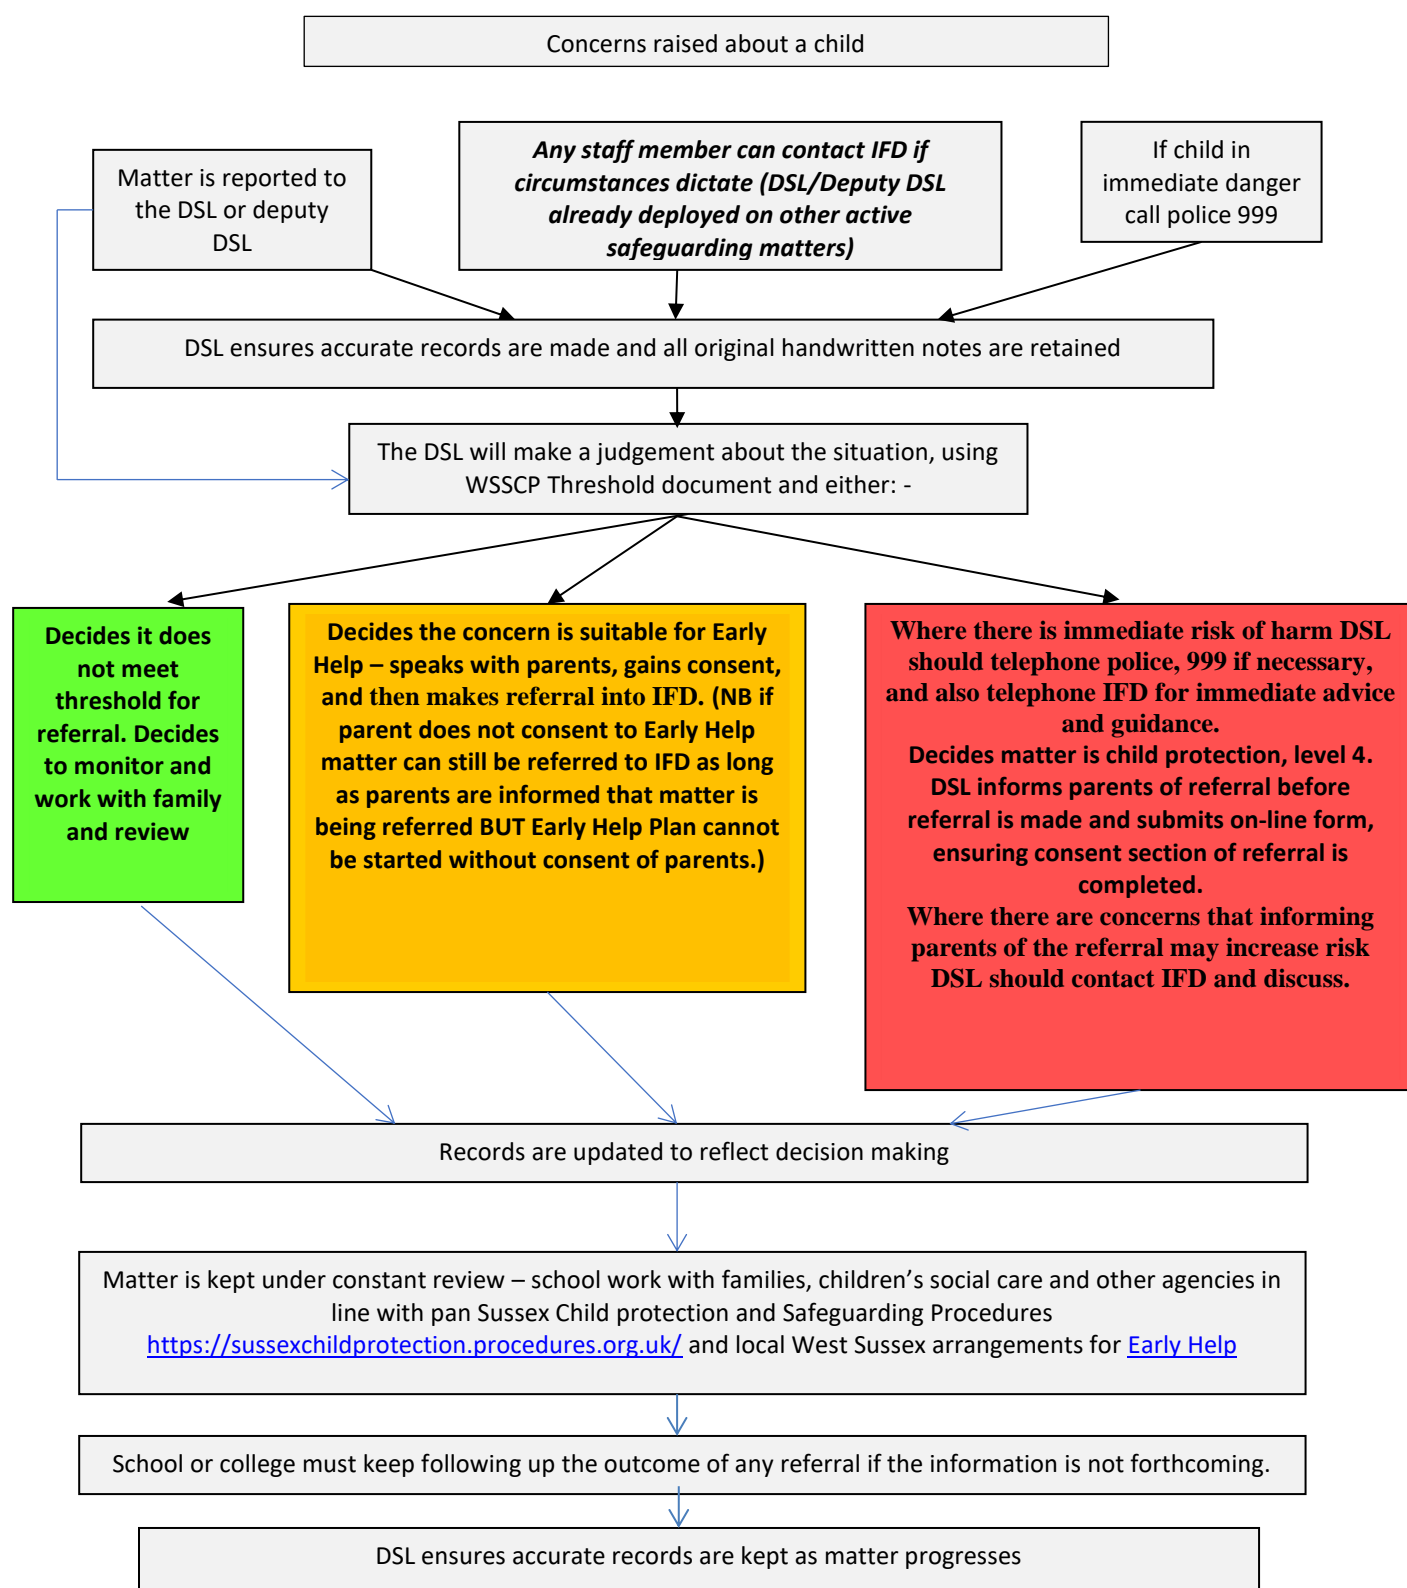 Concerns raised about a child
Matter is reported to
the DSL or deputy
DSL
Any staff member can contact IFD if
circumstances dictate (DSL/Deputy DSL
already deployed on other active
safeguarding matters)
If child in
immediate danger
call police 999
DSL ensures accurate records are made and all original handwritten notes are retained
The DSL will make a judgement about the situation, using
WSSCP Threshold document and either: -
Decides it does
not meet
threshold for
referral. Decides
to monitor and
work with family
and review
Decides the concern is suitable for Early
Help – speaks with parents, gains consent,
and then makes referral into IFD. (NB if
parent does not consent to Early Help
matter can still be referred to IFD as long
as parents are informed that matter is
being referred BUT Early Help Plan cannot
be started without consent of parents.)
Where there is immediate risk of harm DSL
should telephone police, 999 if necessary,
and also telephone IFD for immediate advice
and guidance.
Decides matter is child protection, level 4.
DSL informs parents of referral before
referral is made and submits on-line form,
ensuring consent section of referral is
completed.
Where there are concerns that informing
parents of the referral may increase risk
DSL should contact IFD and discuss.
Records are updated to reflect decision making
Matter is kept under constant review – school work with families, children’s social care and other agencies in
line with pan Sussex Child protection and Safeguarding Procedures
https://sussexchildprotection.procedures.org.uk/ and local West Sussex arrangements for Early Help
School or college must keep following up the outcome of any referral if the information is not forthcoming.
DSL ensures accurate records are kept as matter progresses